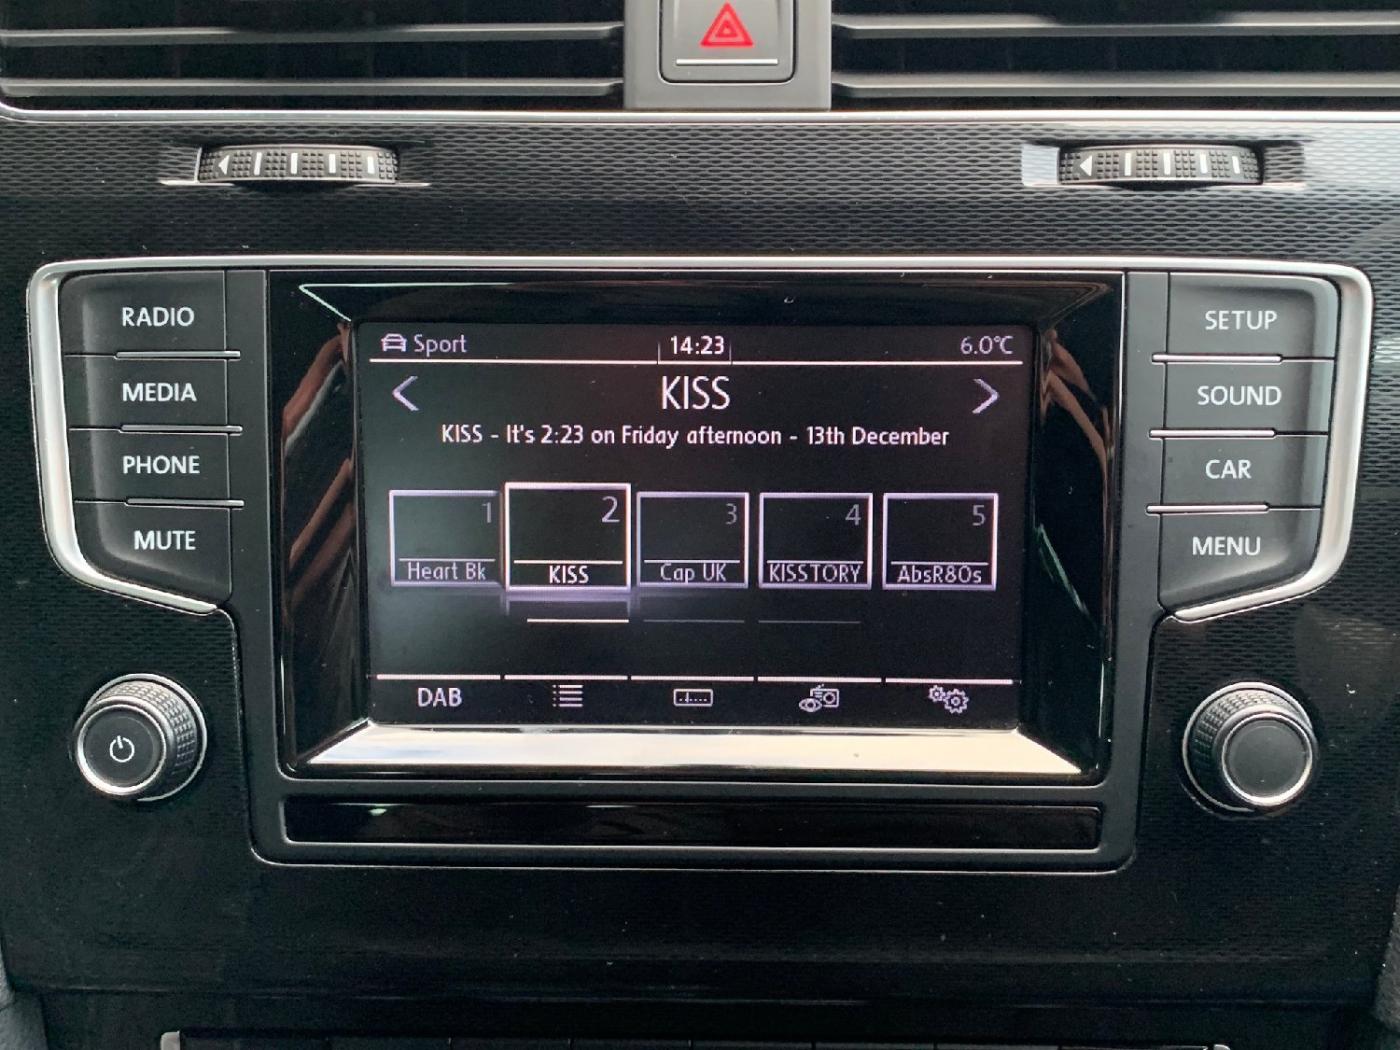 RADIO
MEDIA
PHONE
MUTE
Sport 14:23 6.0℃
KISS
KISS - It's 2:23 on Friday afternoon - 13th December
1 2 3 4 5
Heart Bk KISS Cap UK KISSTORY AbsR80s
DAB
SETUP
SOUND
CAR
MENU